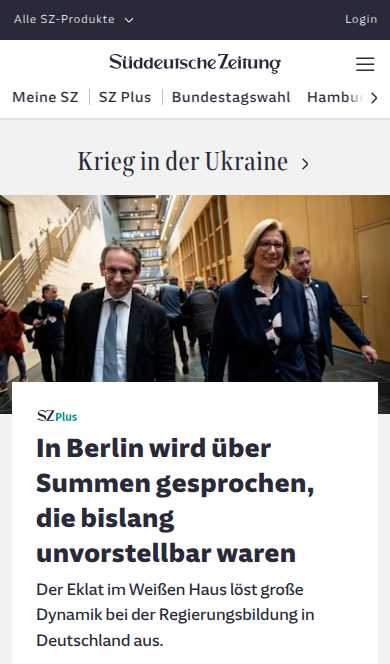 Alle SZ-Produkte
Login
Süddeutsche Zeitung
Meine SZ
SZ Plus
Bundestagswahl
Hambu
Krieg in der Ukraine
SZ Plus
In Berlin wird über
Summen gesprochen,
die bislang
unvorstellbar waren
Der Eklat im Weißen Haus löst große
Dynamik bei der Regierungsbildung in
Deutschland aus.